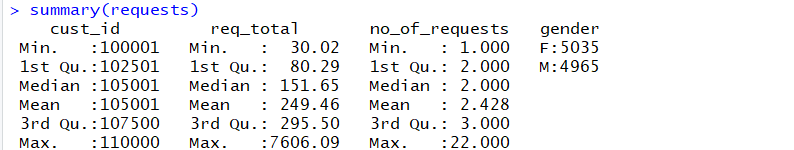 > summary(requests)
    cust_id         req_total       no_of_requests   gender
 Min.   :100001   Min.   :  30.02   Min.   : 1.000   F:5035
 1st Qu.:102501   1st Qu.:  80.29   1st Qu.: 2.000   M:4965
 Median :105001   Median : 151.65   Median : 2.000
 Mean   :105001   Mean   : 249.46   Mean   : 2.428
 3rd Qu.:107500   3rd Qu.: 295.50   3rd Qu.: 3.000
 Max.   :110000   Max.   :7606.09   Max.   :22.000